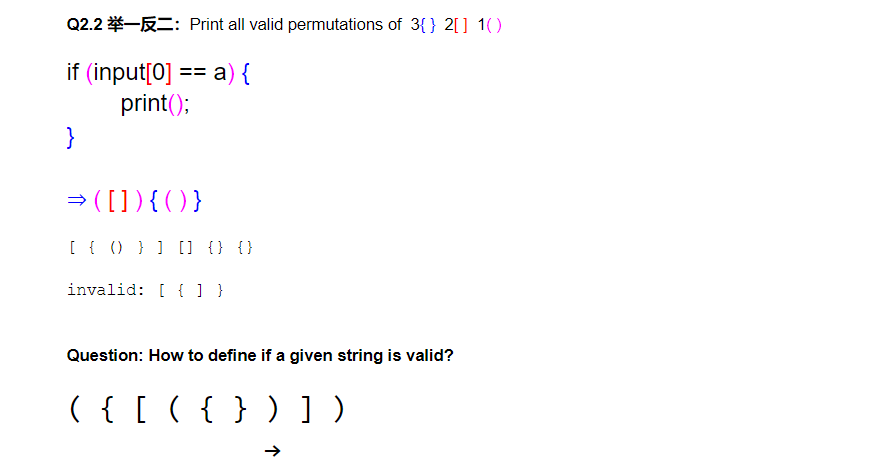 Q2.2 举一反二：Print all valid permutations of 3{ } 2[ ] 1( )
if (input[0] == a) {
print();
}
⇒ ( [ ] ) { ( ) }
[ { () } ] [] {} {}
invalid: [ { ] }
Question: How to define if a given string is valid?
( { [ ( { } ) ] )
→